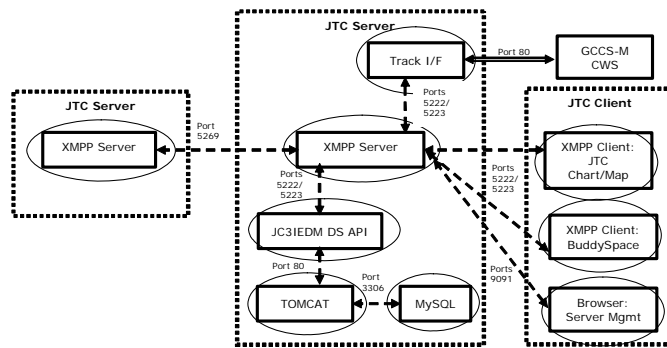 JTC Server
Track I/F
Port 80
GCCS-M
CWS
JTC Server
XMPP Server
Port
5269
Ports
5222/
5223
XMPP Server
Ports
5222/
5223
JTC Client
XMPP Client:
JTC
Chart/Map
Ports
5222/
5223
JC3IEDM DS API
XMPP Client:
BuddySpace
Port 80
TOMCAT
Port
3306
MySQL
Ports
9091
Browser:
Server Mgmt